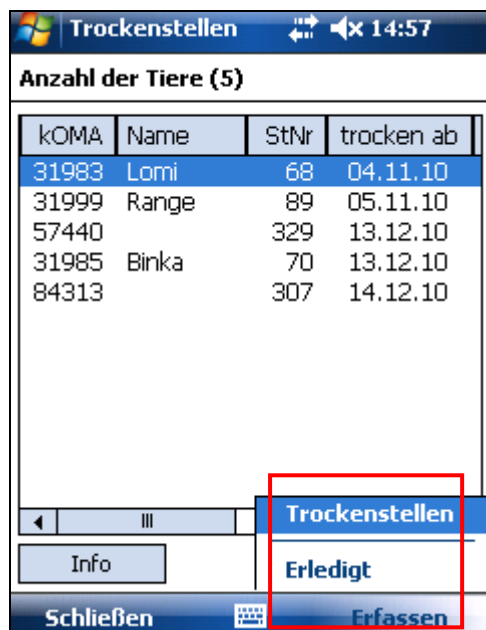 Trockenstellen 14:57
Anzahl der Tiere (5)
kOMA Name StNr trocken ab
31983 Lomi 68 04.11.10
31999 Range 89 05.11.10
57440 329 13.12.10
31985 Binka 70 13.12.10
84313 307 14.12.10
Trockenstellen
Info Erledigt
Schließen Erfassen